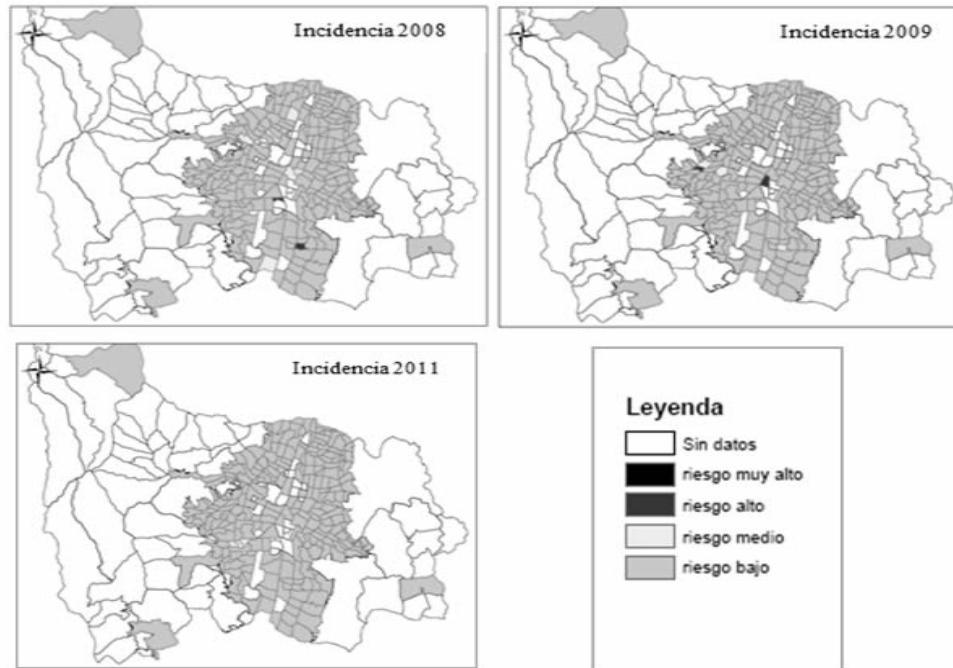 Incidencia 2008
Incidencia 2009
Incidencia 2011
Leyenda
Sin datos
riesgo muy alto
riesgo alto
riesgo medio
riesgo bajo